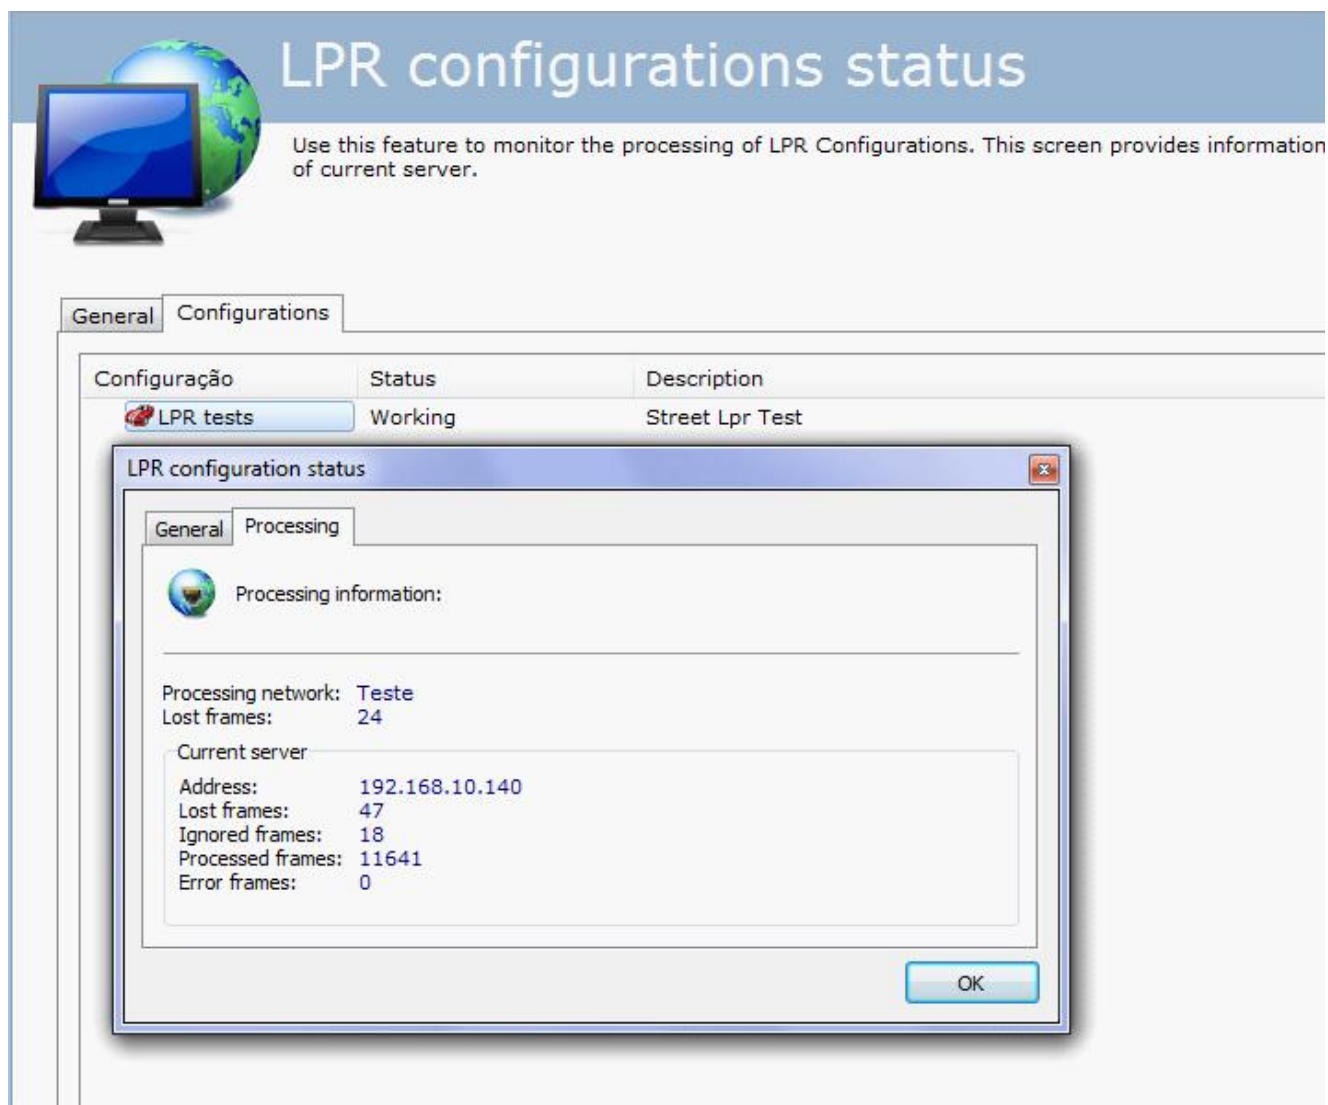 LPR configurations status
Use this feature to monitor the processing of LPR Configurations. This screen provides information
of current server.
General Configurations
Configuração Status Description
LPR tests Working Street Lpr Test
LPR configuration status
General Processing
Processing information:
Processing network: Teste
Lost frames: 24
Current server
Address: 192.168.10.140
Lost frames: 47
Ignored frames: 18
Processed frames: 11641
Error frames: 0
OK